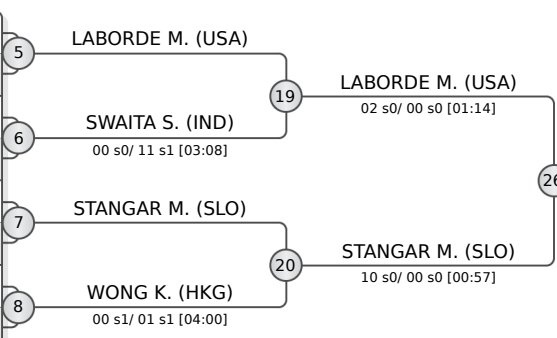 LABORDE M. (USA)
5
19
LABORDE M. (USA)
02 s0/ 00 s0 [01:14]
SWAITA S. (IND)
6
00 s0/ 11 s1 [03:08]
26
STANGAR M. (SLO)
7
20
STANGAR M. (SLO)
10 s0/ 00 s0 [00:57]
WONG K. (HKG)
8
00 s1/ 01 s1 [04:00]